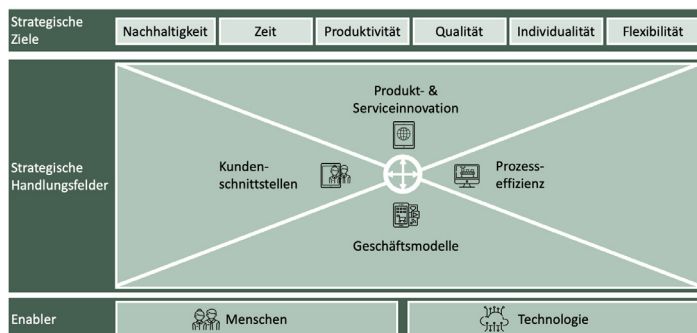 Strategische
Ziele
Nachhaltigkeit
Zeit
Produktivität
Qualität
Individualität
Flexibilität
Strategische
Handlungsfelder
Produkt- &
Serviceinnovation
Kunden-
schnittstellen
Prozess-
effizienz
Geschäftsmodelle
Enabler
Menschen
Technologie